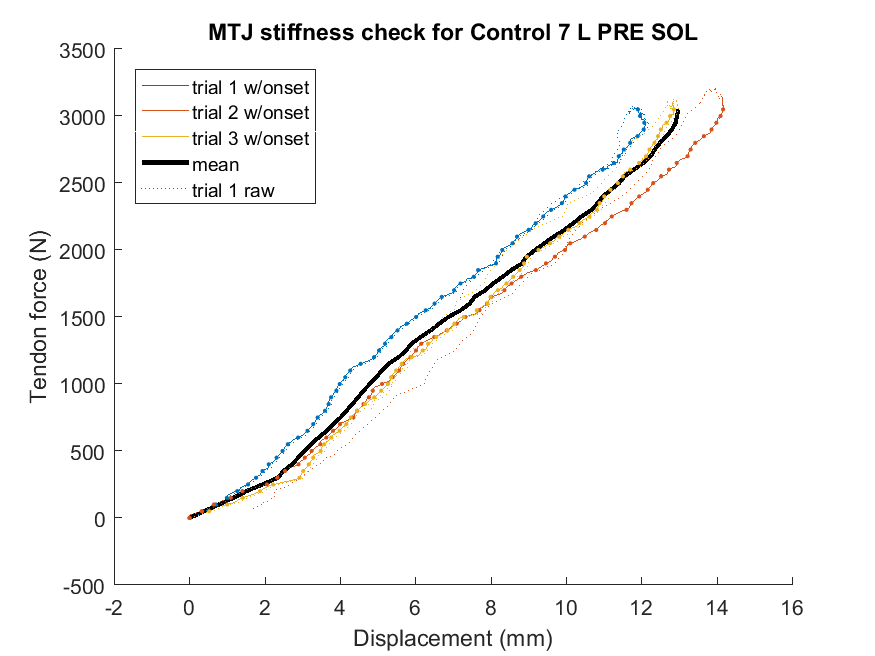 MTJ stiffness check for Control 7 L PRE SOL
3500
3000
2500
2000
1500
1000
500
0
-500
trial 1 w/onset
trial 2 w/onset
trial 3 w/onset
mean
trial 1 raw
Tendon force (N)
-2 0 2 4 6 8 10 12 14 16
Displacement (mm)